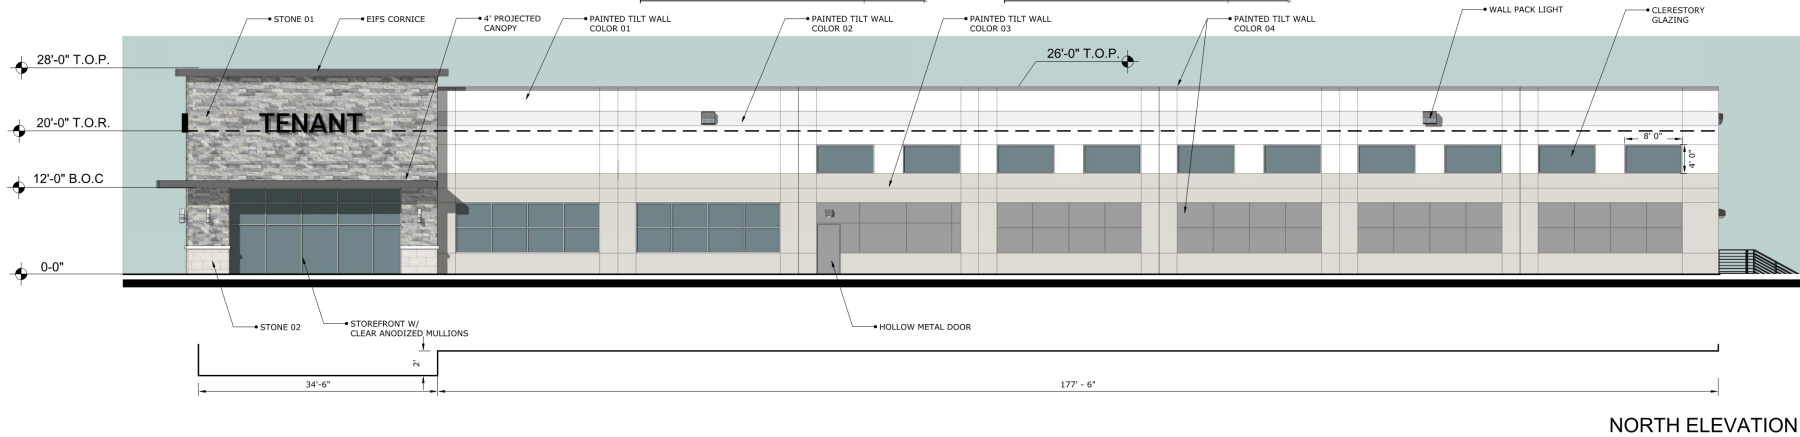 STONE 01
EIFS CORNICE
4' PROJECTED
CANOPY
PAINTED TILT WALL
COLOR 01
PAINTED TILT WALL
COLOR 02
PAINTED TILT WALL
COLOR 03
PAINTED TILT WALL
COLOR 04
WALL PACK LIGHT
CLERESTORY
GLAZING
28'-0" T.O.P.
26'-0" T.O.P.
20'-0" T.O.R.
TENANT
8' 0"
4' 0"
12'-0" B.O.C
0-0"
STONE 02
STOREFRONT W/
CLEAR ANODIZED MULLIONS
HOLLOW METAL DOOR
2'
34'-6"
177' - 6"
NORTH ELEVATION